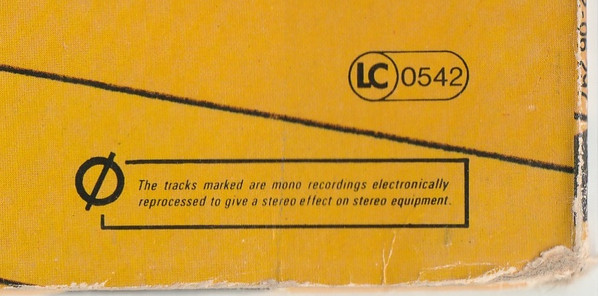 LC 0542
The tracks marked are mono recordings electronically
reprocessed to give a stereo effect on stereo equipment.